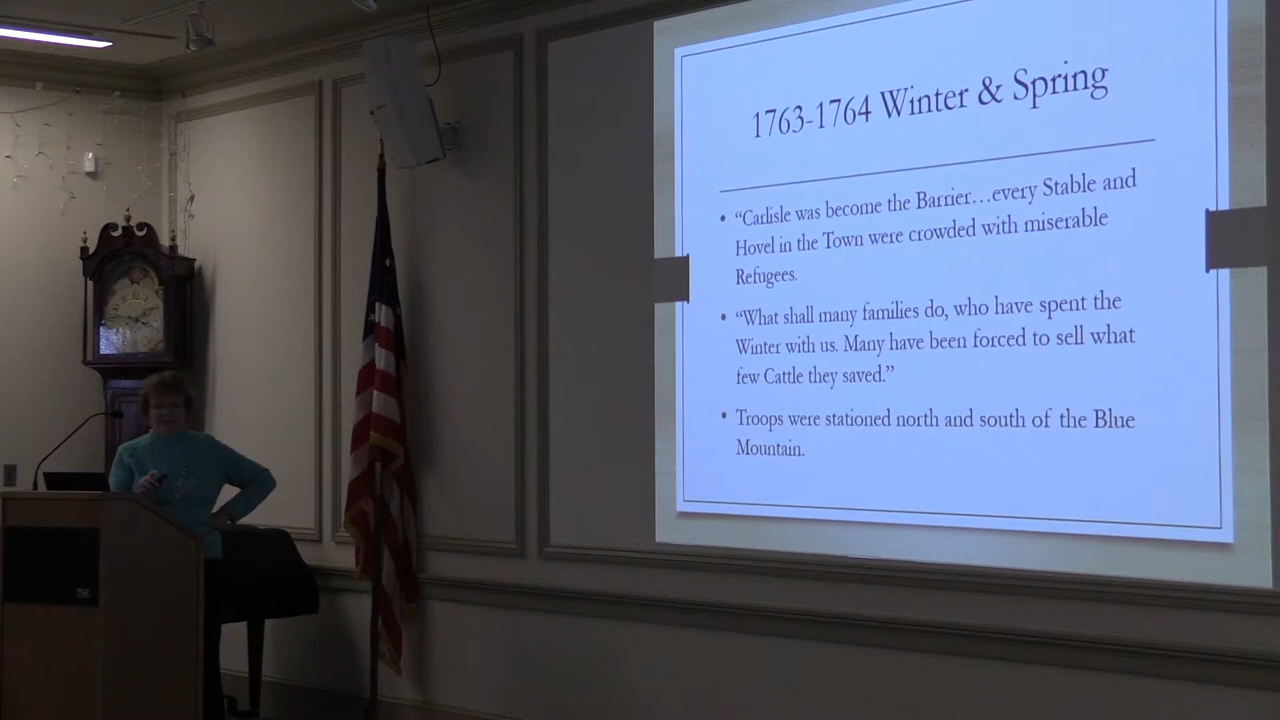 1763-1764 Winter & Spring
• “Carlisle was become the Barrier…every Stable and
Hovel in the Town were crowded with miserable
Refugees.
• “What shall many families do, who have spent the
Winter with us. Many have been forced to sell what
few Cattle they saved.”
• Troops were stationed north and south of the Blue
Mountain.